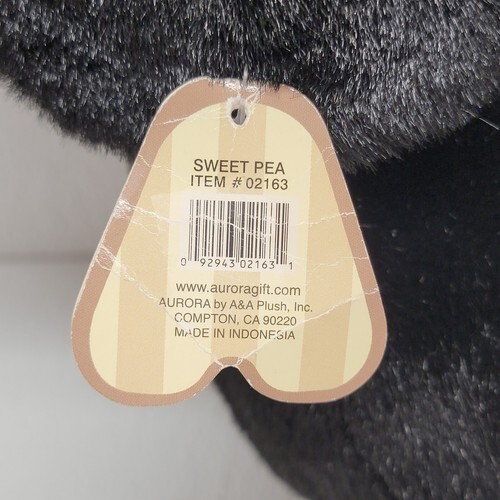 SWEET PEA
ITEM # 02163
0 92943 02163 1
www.auroragift.com
AURORA by A&A Plush, Inc.
COMPTON, CA 90220
MADE IN INDONESIA